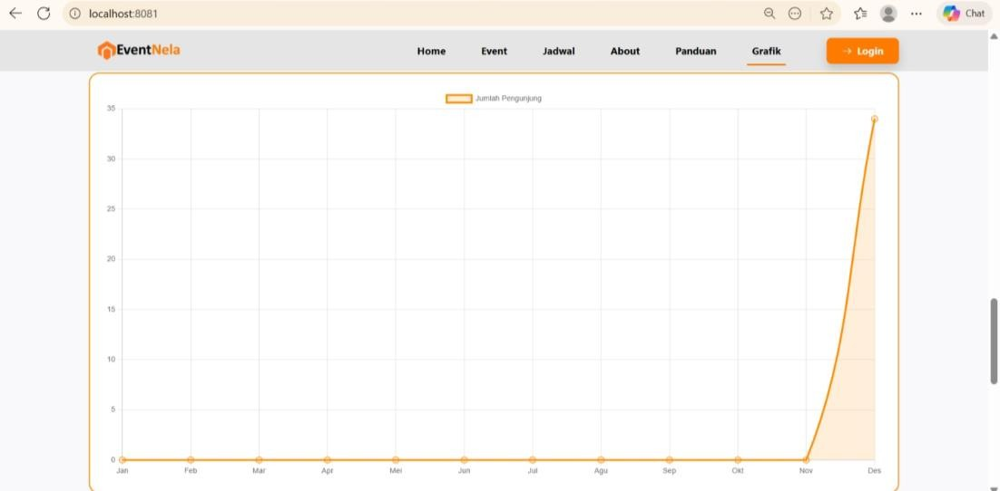 localhost:8081
Chat
EventNela
Home Event Jadwal About Panduan Grafik → Login
Jumlah Pengunjung
35
30
25
20
15
10
5
0
Jan Feb Mar Apr Mei Jun Jul Agu Sep Okt Nov Des